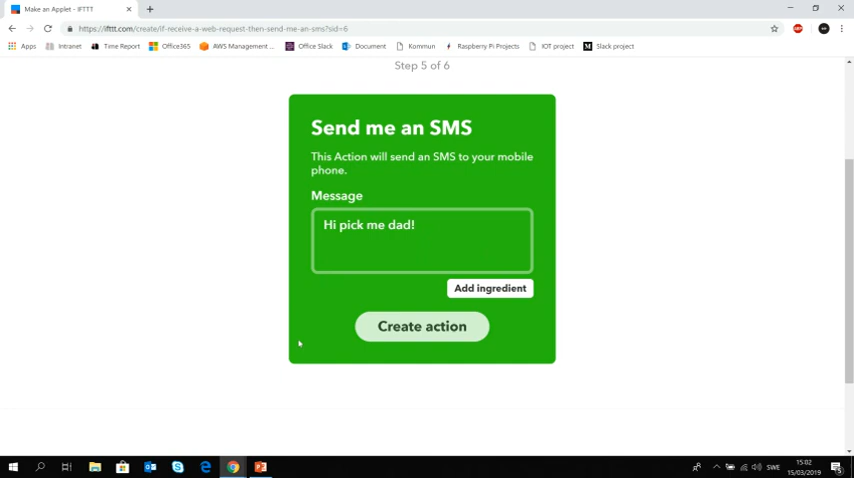 Make an Applet - IFTTT
https://ifttt.com/create/if-receive-a-web-request-then-send-me-an-sms?sid=6
Apps Intranet Time Report Office365 AWS Management ... Office Slack Document Kommun Raspberry Pi Projects IOT project M Slack project
Step 5 of 6
Send me an SMS
This Action will send an SMS to your mobile
phone.
Message
Hi pick me dad!
Add ingredient
Create action
SWE
15:02
15/03/2019